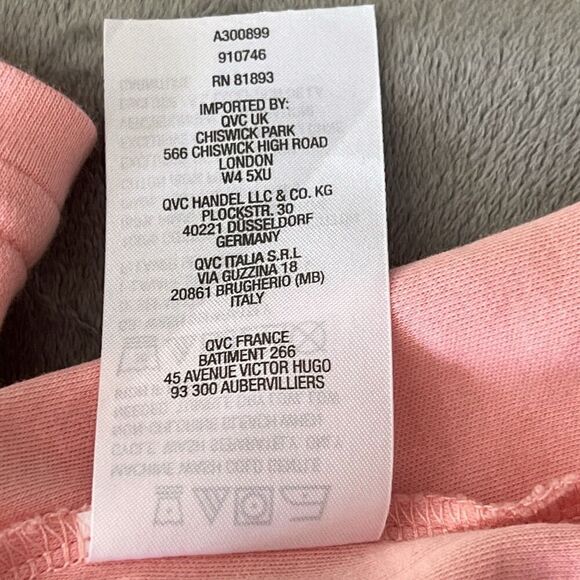 A300899
910746
RN 81893
IMPORTED BY:
QVC UK
CHISWICK PARK
566 CHISWICK HIGH ROAD
LONDON
W4 5XU
QVC HANDEL LLC & CO. KG
PLOCKSTR. 30
40221 DÜSSELDORF
GERMANY
QVC ITALIA S.R.L
VIA GUZZINA 18
20861 BRUGHERIO (MB)
ITALY
QVC FRANCE
BATIMENT 266
45 AVENUE VICTOR HUGO
93 300 AUBERVILLIERS